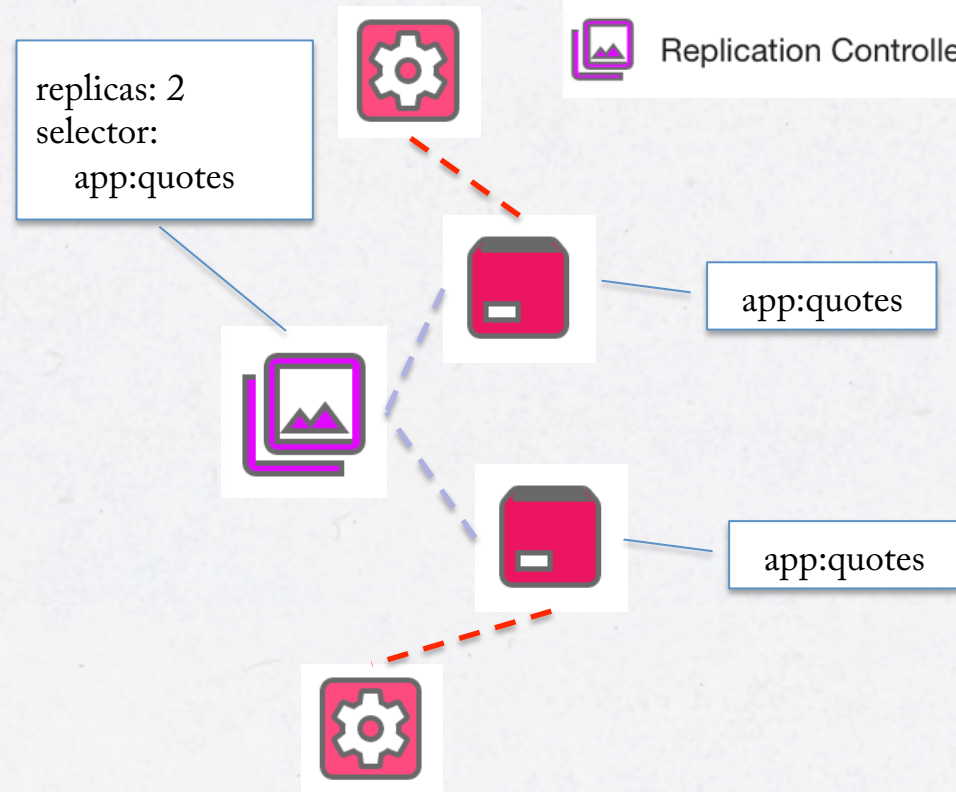 Replication Controlle
replicas: 2
selector:
app:quotes
app:quotes
app:quotes